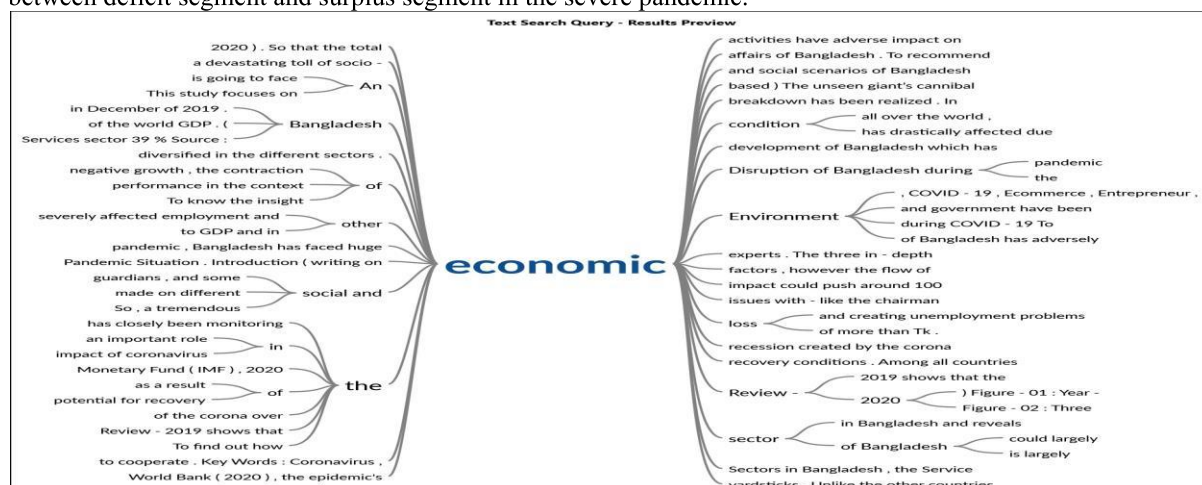 between deficit segment and surplus segment in the severe pandemic.
Text Search Query - Results Preview
2020 ) . So that the total
a devastating toll of socio -
is going to face
This study focuses on
An
in December of 2019 .
of the world GDP . (
Services sector 39 % Source :
Bangladesh
diversified in the different sectors .
negative growth , the contraction
performance in the context
To know the insight
of
severely affected employment and
to GDP and in
other
pandemic , Bangladesh has faced huge
Pandemic Situation . Introduction ( writing on
guardians , and some
made on different
So , a tremendous
social and
has closely been monitoring
an important role
impact of coronavirus
in
Monetary Fund ( IMF ) , 2020
as a result
potential for recovery
of
of the corona over
Review - 2019 shows that
To find out how
the
to cooperate . Key Words : Coronavirus ,
World Bank ( 2020 ) , the epidemic's
economic
activities have adverse impact on
affairs of Bangladesh . To recommend
and social scenarios of Bangladesh
based ) The unseen giant's cannibal
breakdown has been realized . In
condition
all over the world ,
has drastically affected due
development of Bangladesh which has
Disruption of Bangladesh during
pandemic
the
Environment
, COVID - 19 , Ecommerce , Entrepreneur ,
and government have been
during COVID - 19 To
of Bangladesh has adversely
experts . The three in - depth
factors , however the flow of
impact could push around 100
issues with - like the chairman
loss
and creating unemployment problems
of more than Tk .
recession created by the corona
recovery conditions . Among all countries
Review -
2019 shows that the
2020
) Figure - 01 : Year -
Figure - 02 : Three
sector
in Bangladesh and reveals
of Bangladesh
could largely
is largely
Sectors in Bangladesh , the Service
yardsticks . Unlike the other countries